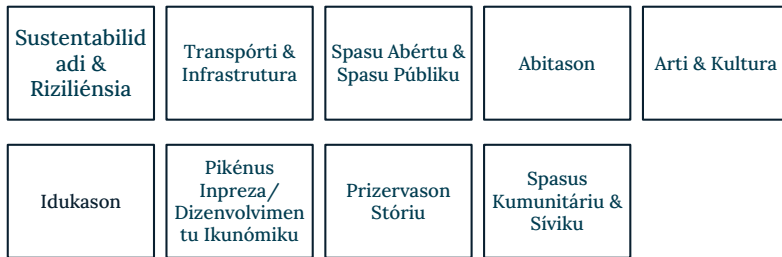 Sustentabilid
adi &
Riziliénsia
Transpórti &
Infrastrutura
Spasu Abértu &
Spasu Públiku
Abitason
Arti & Kultura
Idukason
Pikénus
Inpreza/
Dizenvolvimen
tu Ikunómiku
Prizervason
Stóriu
Spasus
Kumunitáriu &
Síviku